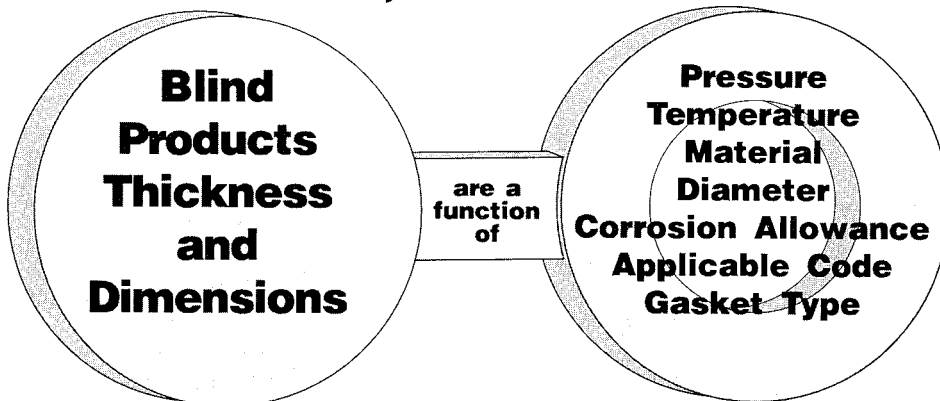 Blind
Products
Thickness
and
Dimensions
are a
function
of
Pressure
Temperature
Material
Diameter
Corrosion Allowance
Applicable Code
Gasket Type